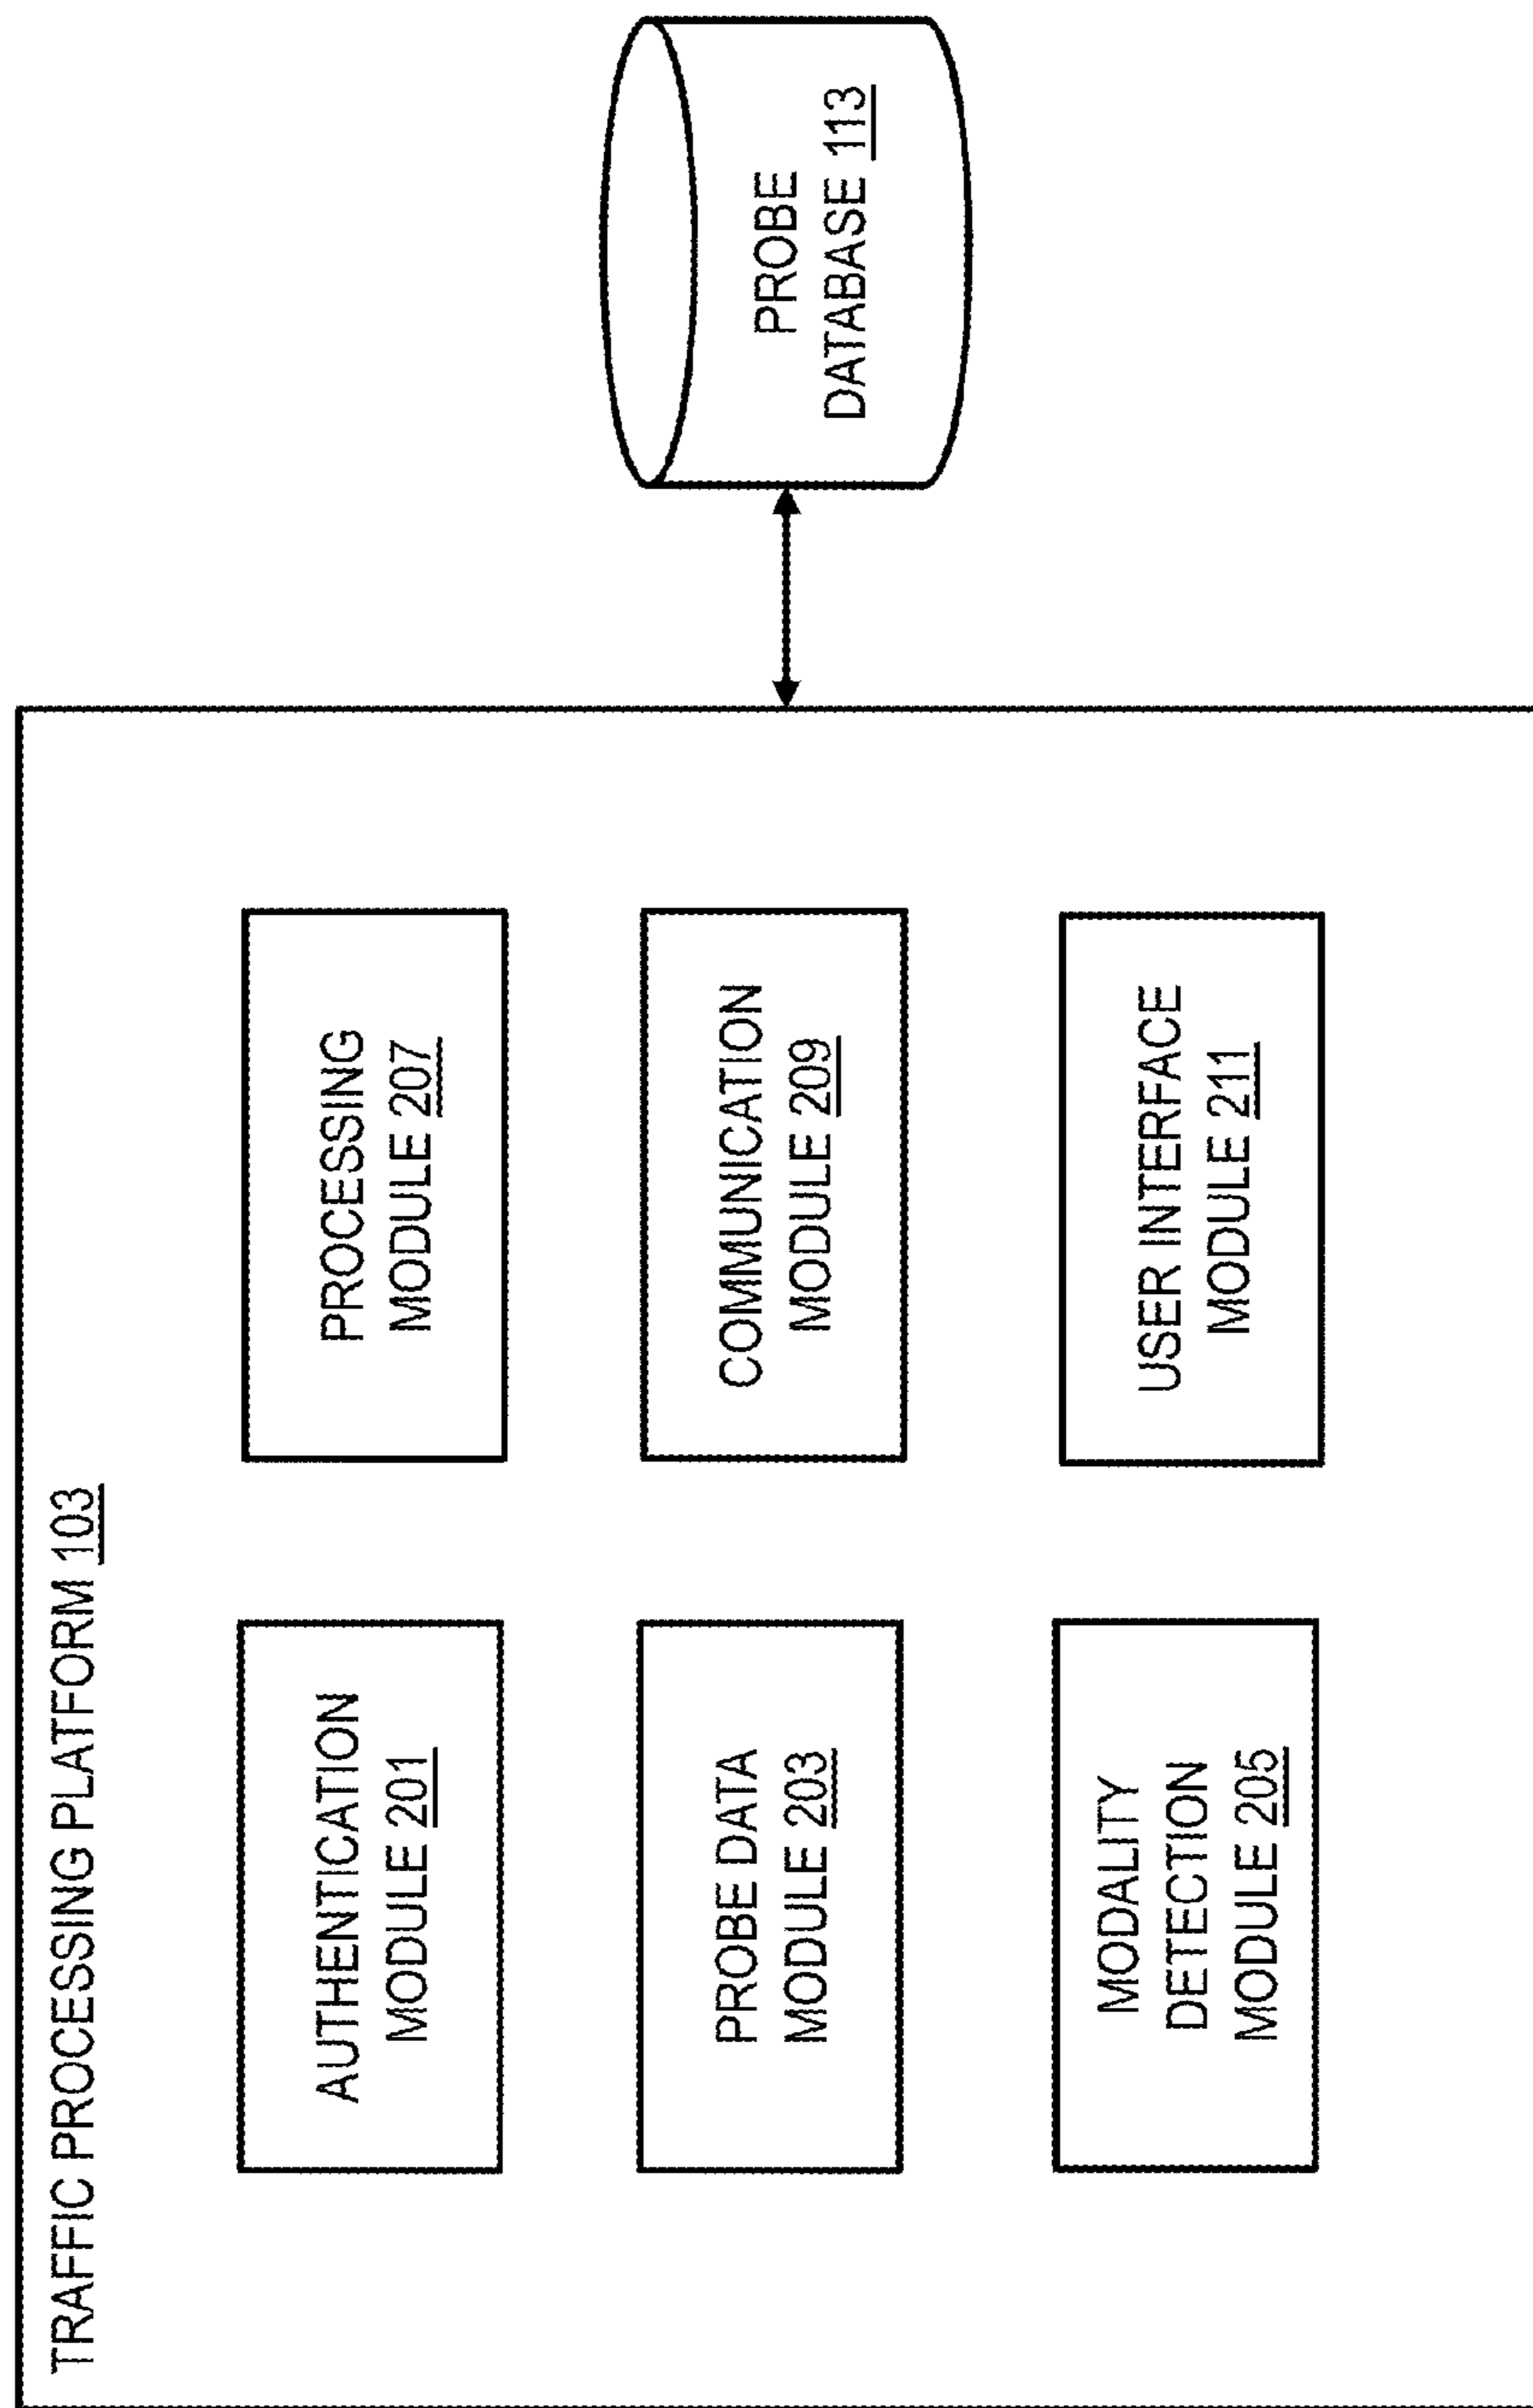 TRAFFIC PROCESSING PLATFORM 103
AUTHENTICATION
MODULE 201
PROCESSING
MODULE 207
PROBE DATA
MODULE 203
COMMUNICATION
MODULE 209
MODALITY
DETECTION
MODULE 205
USER INTERFACE
MODULE 211
PROBE
DATABASE 113